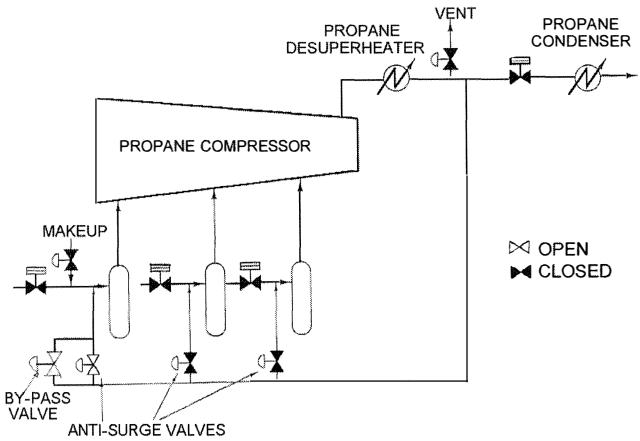 VENT
PROPANE
DESUPERHEATER
PROPANE
CONDENSER
PROPANE COMPRESSOR
MAKEUP
OPEN
CLOSED
BY-PASS
VALVE
ANTI-SURGE VALVES